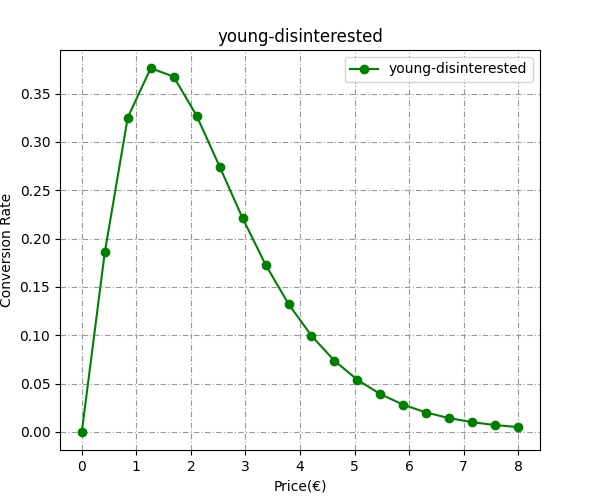 young-disinterested
young-disinterested
Conversion Rate
0.35
0.30
0.25
0.20
0.15
0.10
0.05
0.00
0 1 2 3 4 5 6 7 8
Price(€)